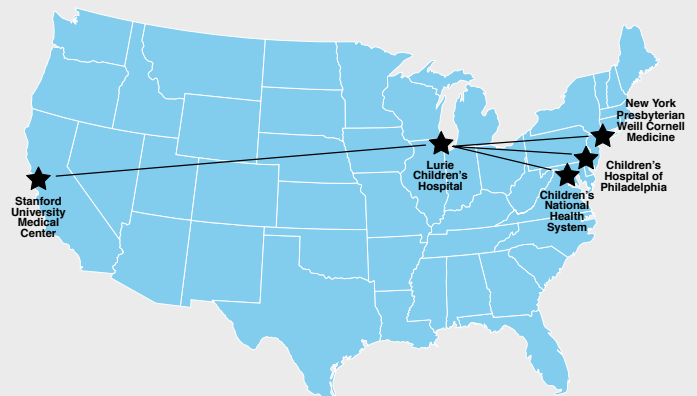 New York
Presbyterian
Weill Cornell
Medicine
Lurie
Children's
Hospital
Children's
Hospital of
Philadelphia
Stanford
University
Medical
Center
Children's
National
Health
System